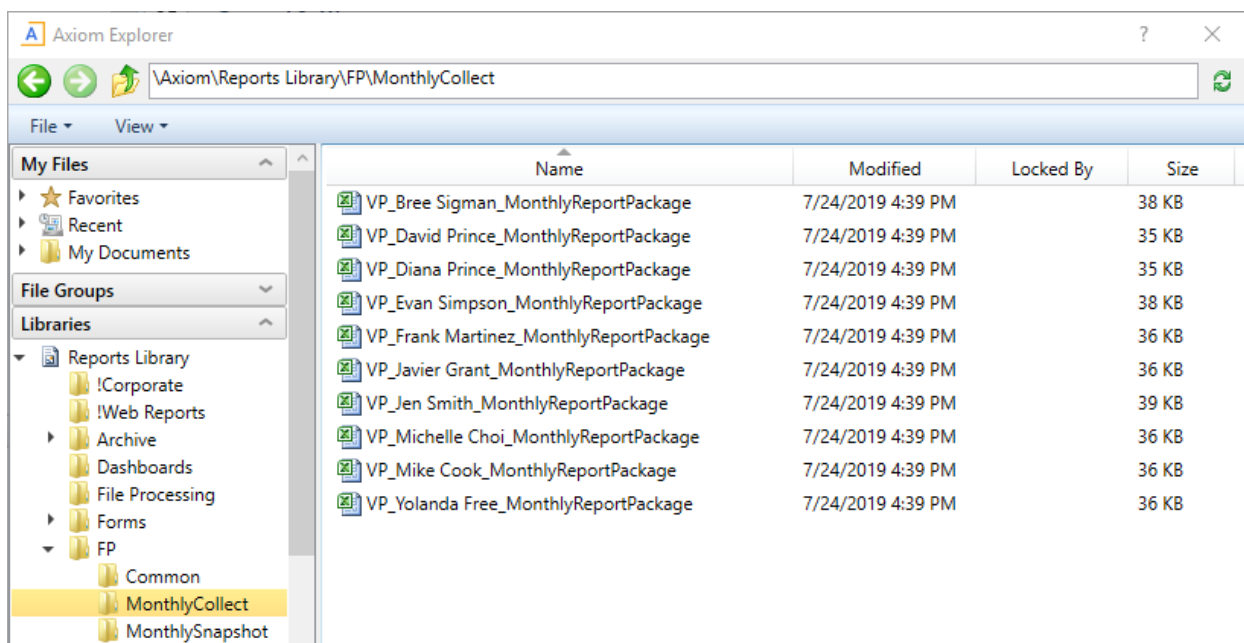 A Axiom Explorer ?
\Axiom\Reports Library\FP\MonthlyCollect
File View
My Files
Favorites
Recent
My Documents
File Groups
Libraries
Reports Library
!Corporate
!Web Reports
Archive
Dashboards
File Processing
Forms
FP
Common
MonthlyCollect
MonthlySnapshot
Name Modified Locked By Size
VP_Bree Sigman_MonthlyReportPackage 7/24/2019 4:39 PM 38 KB
VP_David Prince_MonthlyReportPackage 7/24/2019 4:39 PM 35 KB
VP_Diana Prince_MonthlyReportPackage 7/24/2019 4:39 PM 35 KB
VP_Evan Simpson_MonthlyReportPackage 7/24/2019 4:39 PM 38 KB
VP_Frank Martinez_MonthlyReportPackage 7/24/2019 4:39 PM 36 KB
VP_Javier Grant_MonthlyReportPackage 7/24/2019 4:39 PM 36 KB
VP_Jen Smith_MonthlyReportPackage 7/24/2019 4:39 PM 39 KB
VP_Michelle Choi_MonthlyReportPackage 7/24/2019 4:39 PM 36 KB
VP_Mike Cook_MonthlyReportPackage 7/24/2019 4:39 PM 36 KB
VP_Yolanda Free_MonthlyReportPackage 7/24/2019 4:39 PM 36 KB